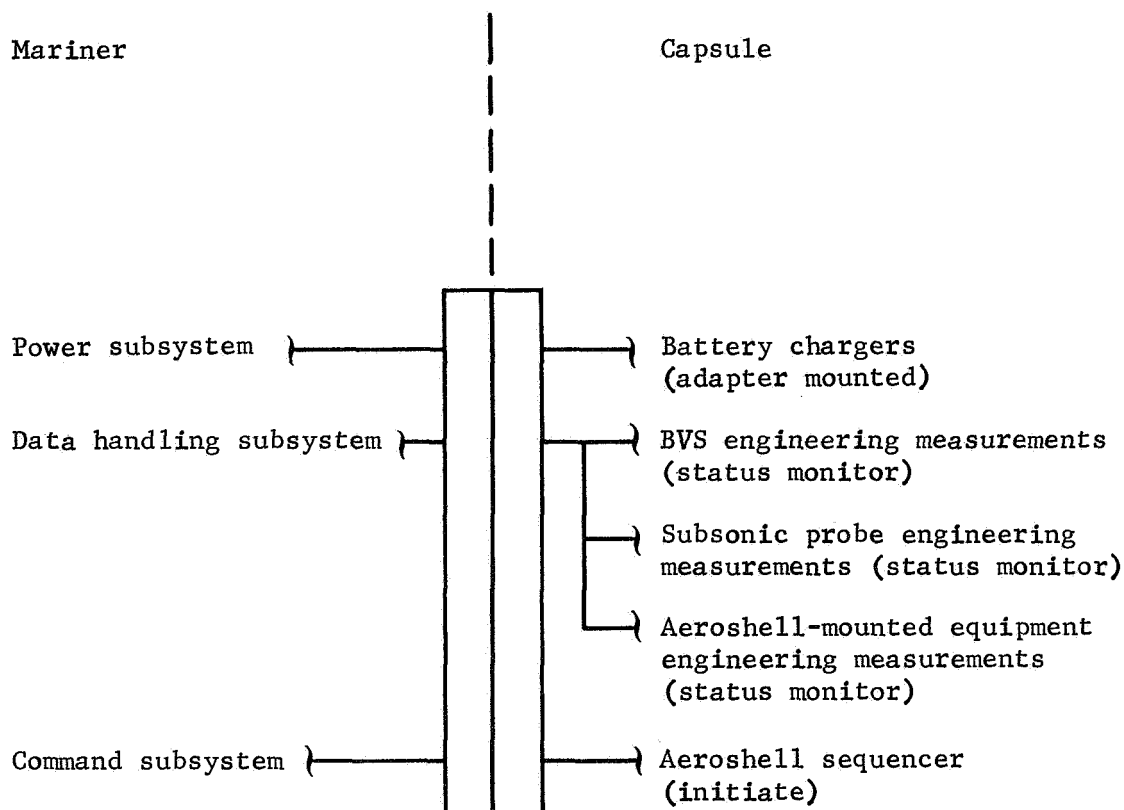 Mariner
Capsule
Power subsystem
Battery chargers
(adapter mounted)
Data handling subsystem
BVS engineering measurements
(status monitor)
Subsonic probe engineering
measurements (status monitor)
Aeroshell-mounted equipment
engineering measurements
(status monitor)
Command subsystem
Aeroshell sequencer
(initiate)